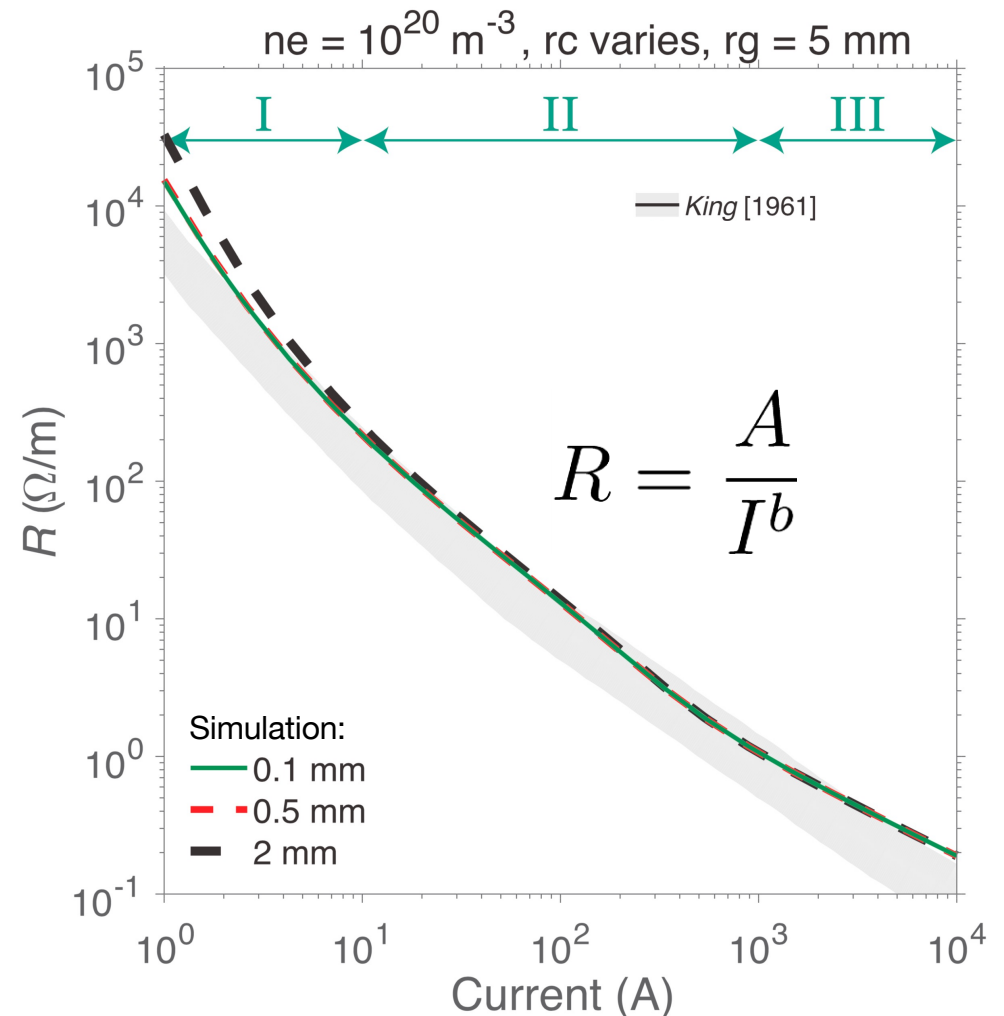 ne = 10^20 m^-3, rc varies, rg = 5 mm
10^5
I II III
10^4
King [1961]
10^3
R (Ω/m)
10^2
R = A / I^b
10^1
Simulation:
10^0
0.1 mm
0.5 mm
2 mm
10^-1
10^0 10^1 10^2 10^3 10^4
Current (A)